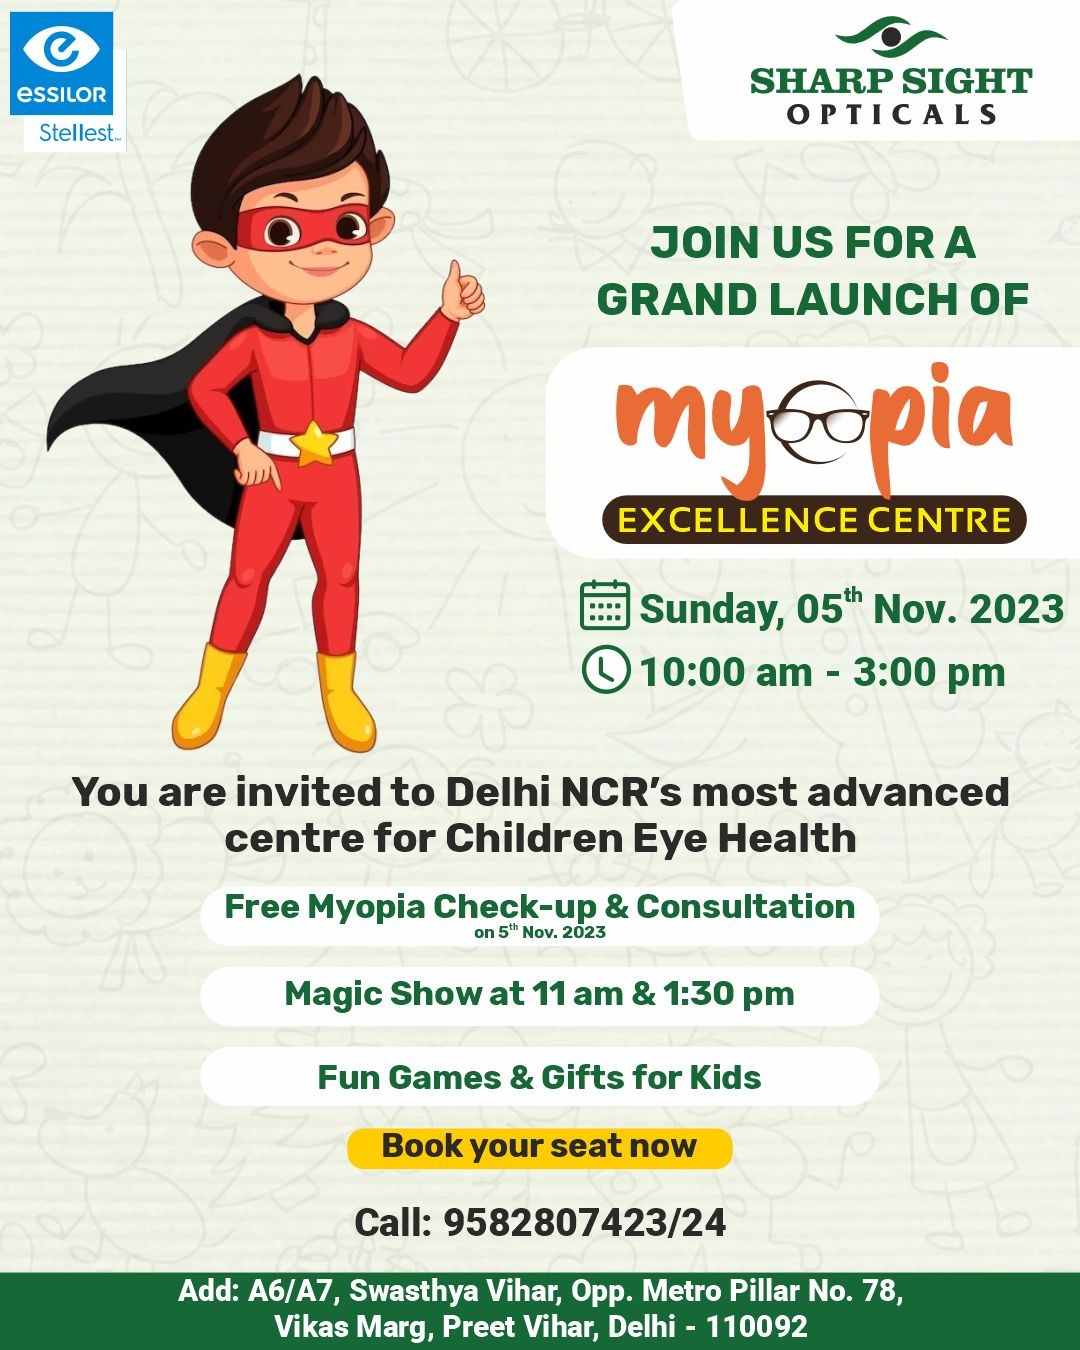 essilor
Stellest™
SHARP SIGHT
OPTICALS
JOIN US FOR A
GRAND LAUNCH OF
myopia
EXCELLENCE CENTRE
Sunday, 05th Nov. 2023
10:00 am - 3:00 pm
You are invited to Delhi NCR’s most advanced
centre for Children Eye Health
Free Myopia Check-up & Consultation
on 5th Nov. 2023
Magic Show at 11 am & 1:30 pm
Fun Games & Gifts for Kids
Book your seat now
Call: 9582807423/24
Add: A6/A7, Swasthya Vihar, Opp. Metro Pillar No. 78,
Vikas Marg, Preet Vihar, Delhi - 110092